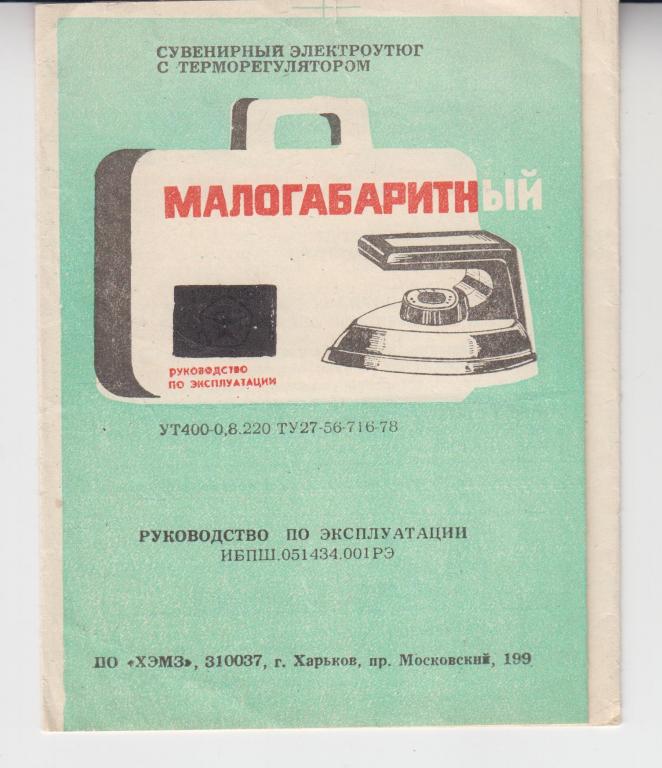 СУВЕНИРНЫЙ ЭЛЕКТРОУТЮГ
С ТЕРМОРЕГУЛЯТОРОМ
МАЛОГАБАРИТНЫЙ
РУКОВОДСТВО
ПО ЭКСПЛУАТАЦИИ
УТ400-0,8.220 ТУ27-56-716-78
РУКОВОДСТВО ПО ЭКСПЛУАТАЦИИ
ИБПШ.051434.001РЭ
ПО «ХЭМЗ», 310037, г. Харьков, пр. Московский, 199